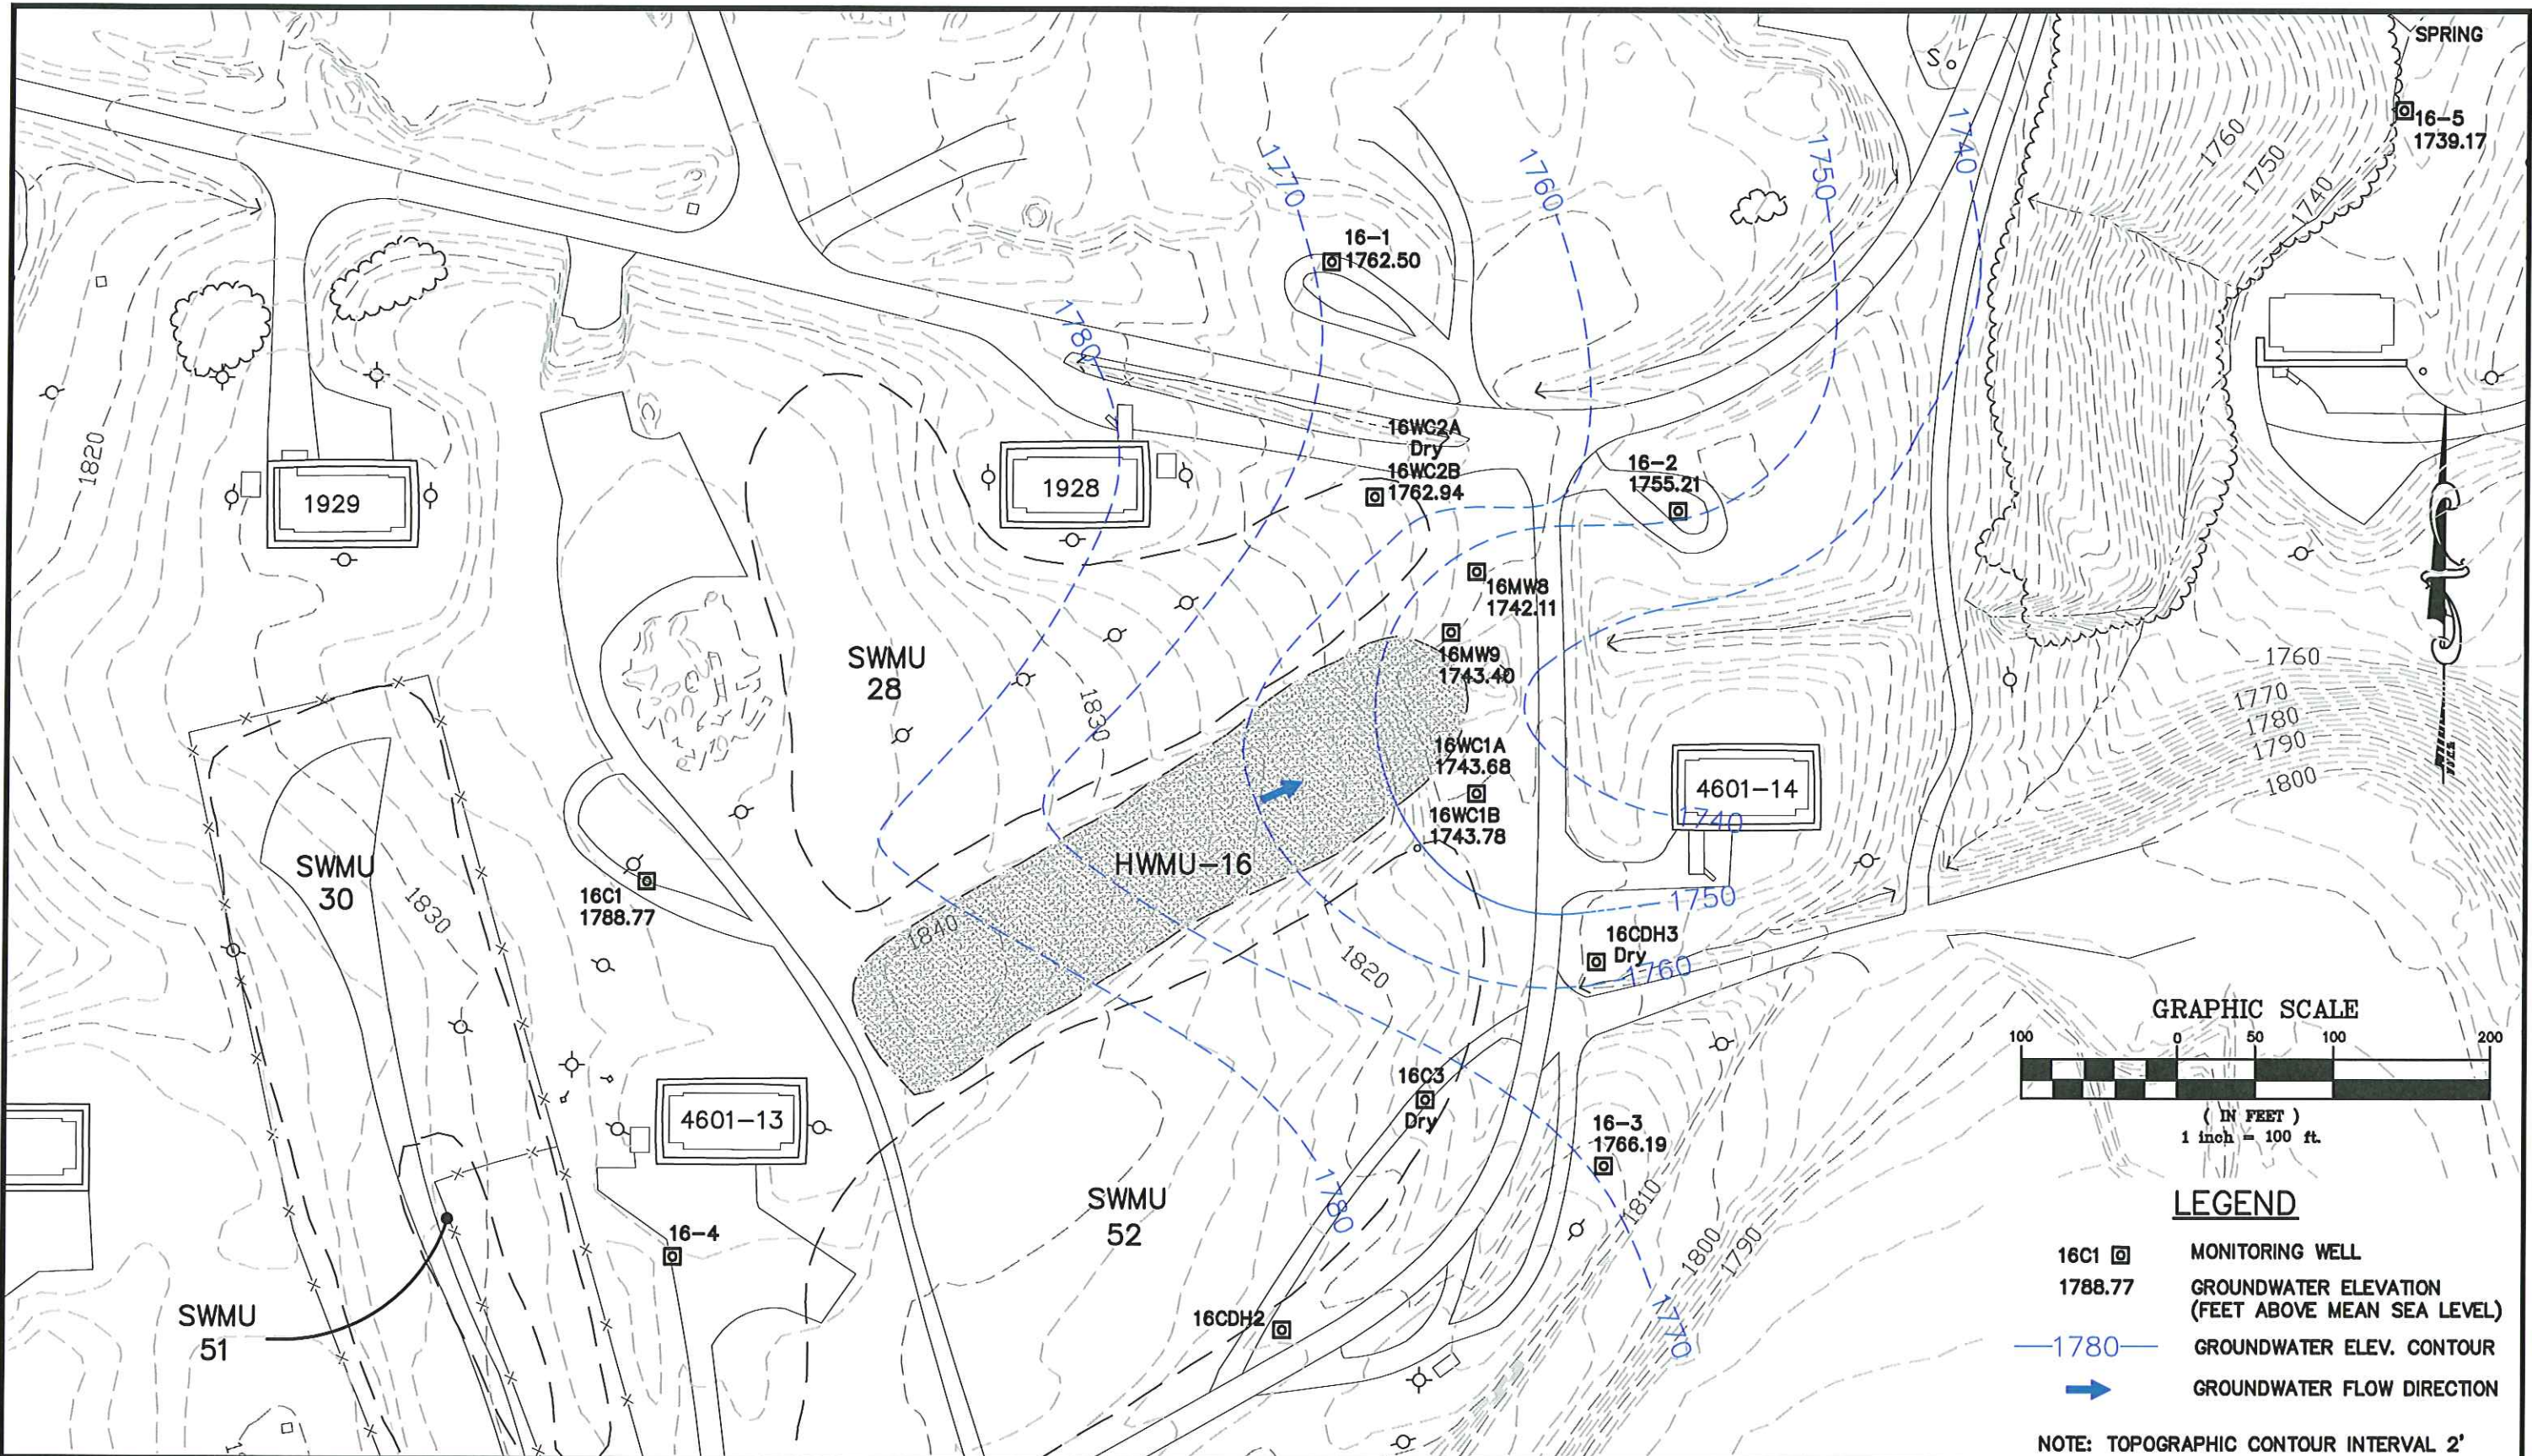 SPRING
16-5
1739.17
1760
1750
1740
1770
1760
1750
1740
16-1
1762.50
1780
1820
1929
1928
16WC2A
Dry
16WC2B
1762.94
16-2
1755.21
16MW8
1742.11
16MW9
1743.40
SWMU
28
1830
16WC1A
1743.68
16WC1B
1743.78
4601-14
1740
1760
1770
1780
1790
1800
HWMU-16
SWMU
30
1830
16C1
1788.77
1840
1820
1750
16CDH3
Dry
1760
GRAPHIC SCALE
100 0 50 100 200
( IN FEET )
1 inch = 100 ft.
4601-13
16C3
Dry
16-3
1766.19
1810
1800
1790
1780
1770
SWMU
52
16-4
16CDH2
SWMU
51
LEGEND
16C1 MONITORING WELL
1788.77 GROUNDWATER ELEVATION
(FEET ABOVE MEAN SEA LEVEL)
1780 GROUNDWATER ELEV. CONTOUR
GROUNDWATER FLOW DIRECTION
NOTE: TOPOGRAPHIC CONTOUR INTERVAL 2'